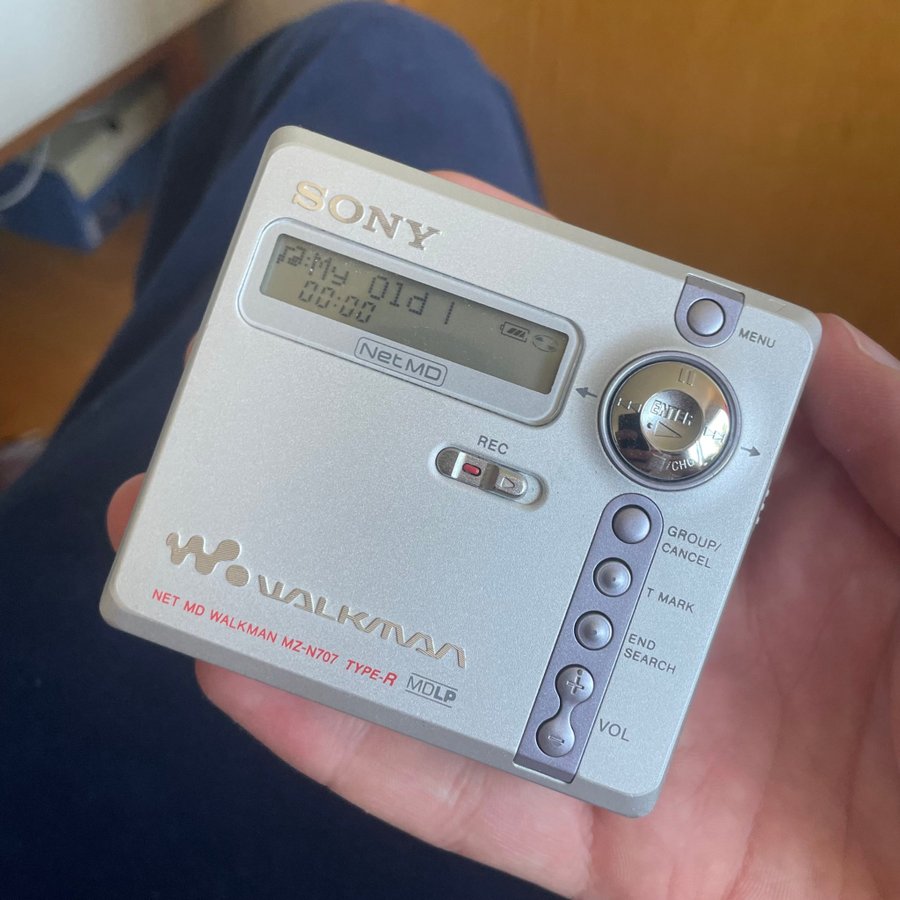 SONY
:My Old
00:00
NetMD
MENU
ENTER
/CHG
REC
GROUP/
CANCEL
T MARK
END
SEARCH
VOL
WALKMAN
NET MD WALKMAN MZ-N707 TYPE-R
MDLP